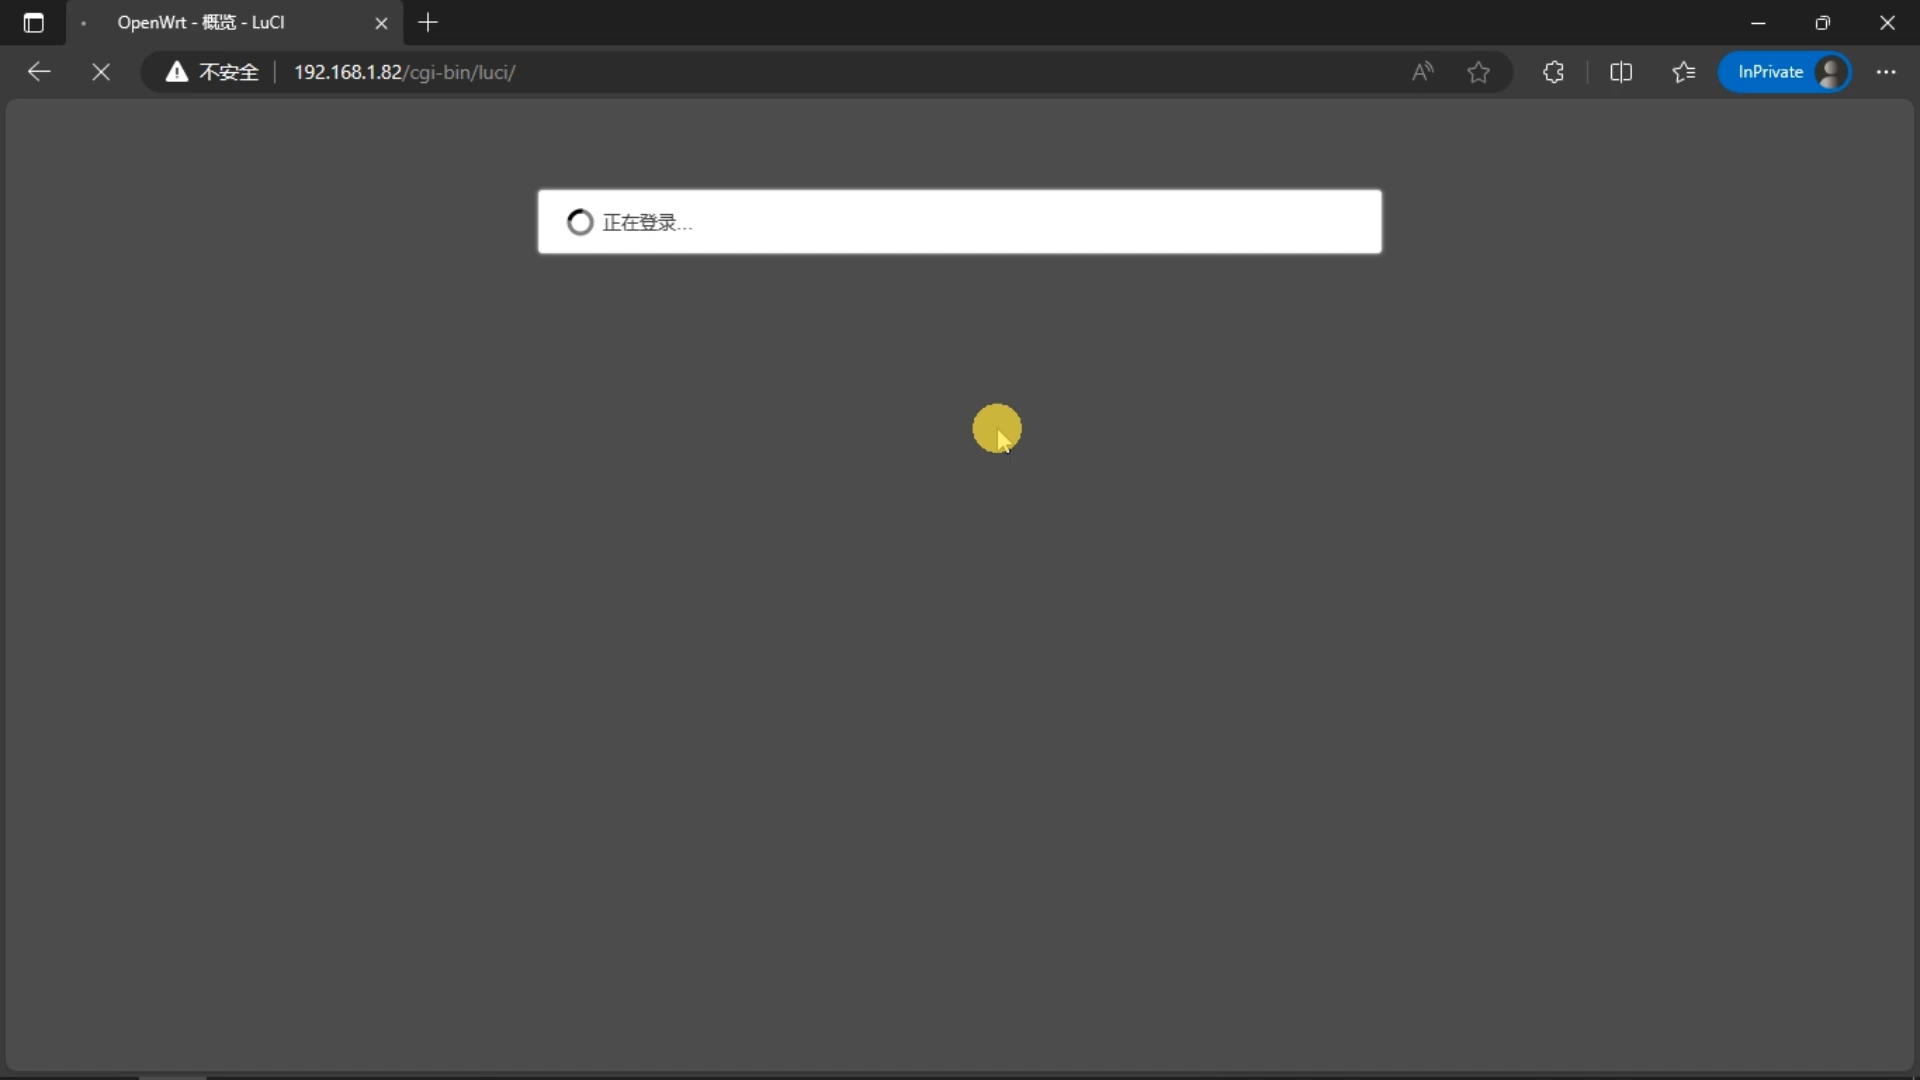 OpenWrt - 概览 - LuCI
不安全
192.168.1.82/cgi-bin/luci/
InPrivate
正在登录...